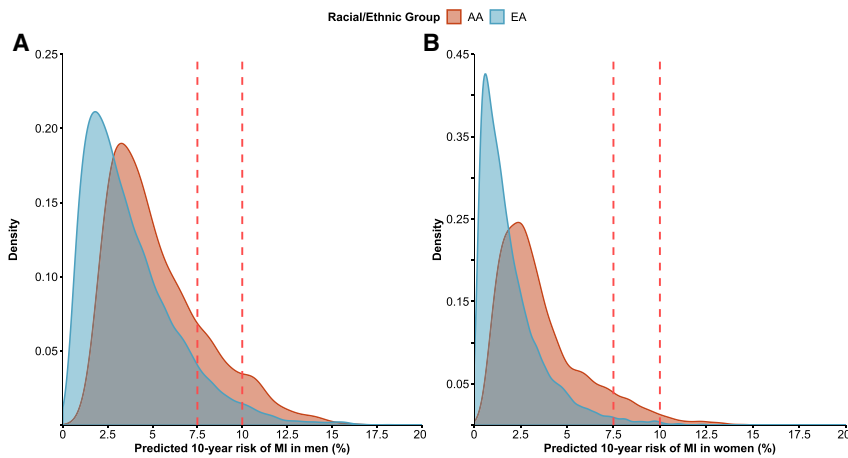 Racial/Ethnic Group AA EA
A
0.25
0.20
0.15
0.10
0.05
Density
0 2.5 5 7.5 10 12.5 15 17.5 20
Predicted 10-year risk of MI in men (%)
B
0.45
0.35
0.25
0.15
0.05
Density
0 2.5 5 7.5 10 12.5 15 17.5 20
Predicted 10-year risk of MI in women (%)